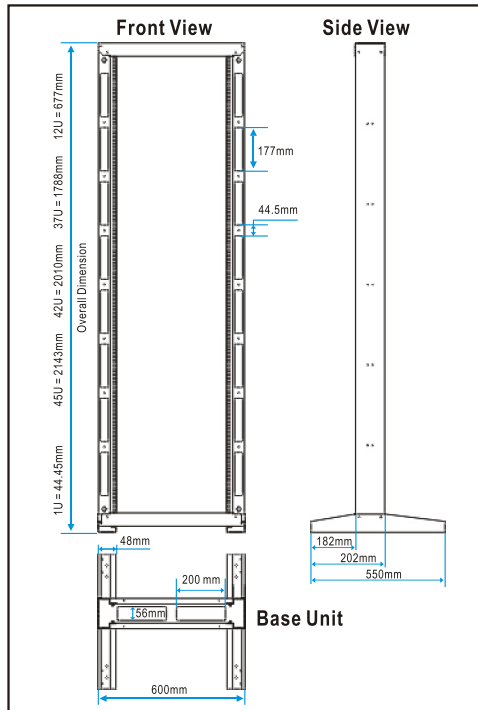 Front View
Side View
12U = 677mm
37U = 1788mm
42U = 2010mm
45U = 2143mm
1U = 44.45mm
Overall Dimension
177mm
44.5mm
48mm
182mm
202mm
550mm
200 mm
56mm
Base Unit
600mm